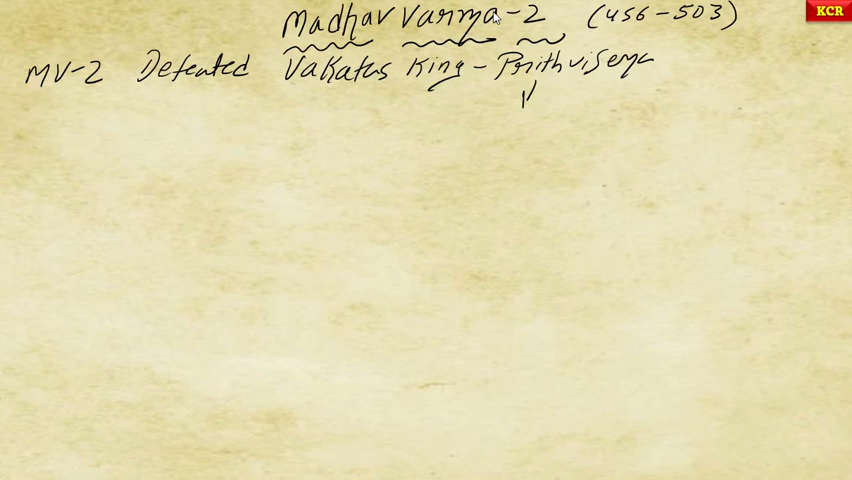 Madhav Varma-2 (456-503)
KCR
MV-2 Defeated Vakatas King - Prithvisena